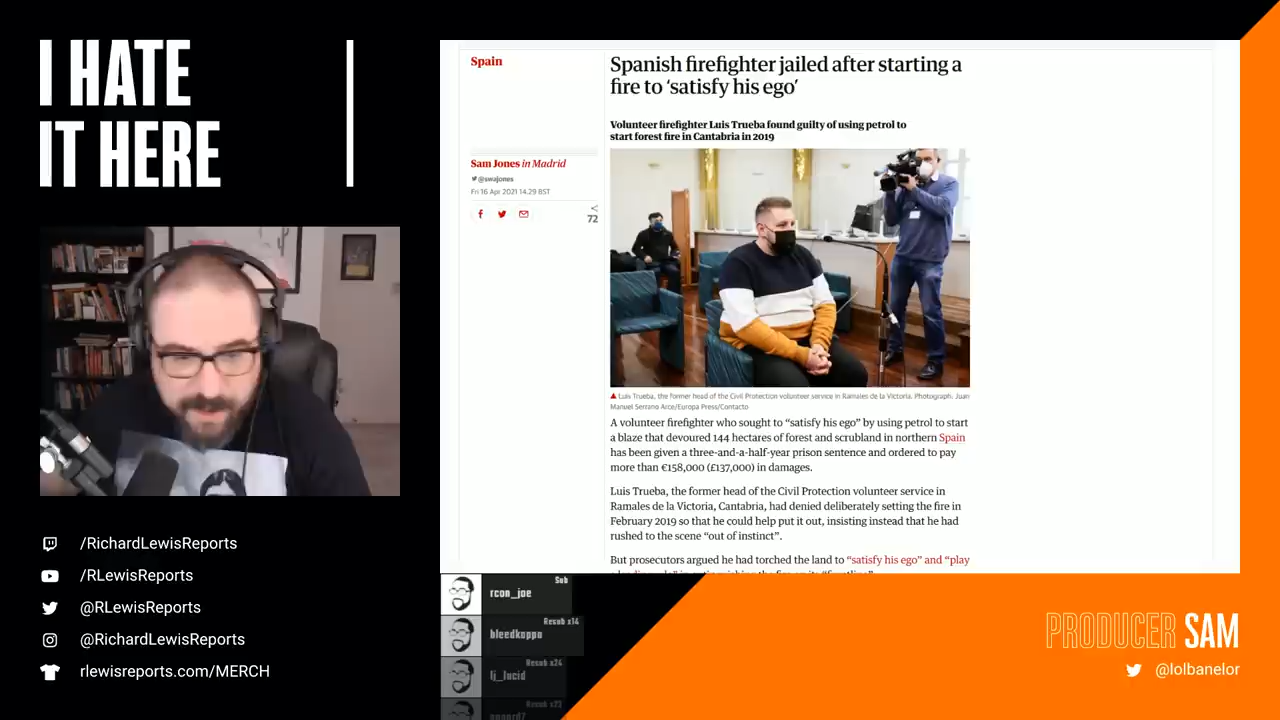 I HATE
IT HERE
/RichardLewisReports
/RLewisReports
@RLewisReports
@RichardLewisReports
rlewisreports.com/MERCH
Spain
Sam Jones in Madrid
@swajones
Fri 16 Apr 2021 14.29 BST
72
Spanish firefighter jailed after starting a
fire to ‘satisfy his ego’
Volunteer firefighter Luis Trueba found guilty of using petrol to
start forest fire in Cantabria in 2019
Luis Trueba, the former head of the Civil Protection volunteer service in Ramales de la Victoria. Photograph: Juan
Manuel Serrano Arce/Europa Press/Contacto
A volunteer firefighter who sought to “satisfy his ego” by using petrol to start
a blaze that devoured 144 hectares of forest and scrubland in northern Spain
has been given a three-and-a-half-year prison sentence and ordered to pay
more than €158,000 (£137,000) in damages.
Luis Trueba, the former head of the Civil Protection volunteer service in
Ramales de la Victoria, Cantabria, had denied deliberately setting the fire in
February 2019 so that he could help put it out, insisting instead that he had
rushed to the scene “out of instinct”.
But prosecutors argued he had torched the land to “satisfy his ego” and “play
Sub
rcon_joe
Resub x14
bleedkappa
Resub x24
lj_lucid
PRODUCER SAM
@lolbanelor